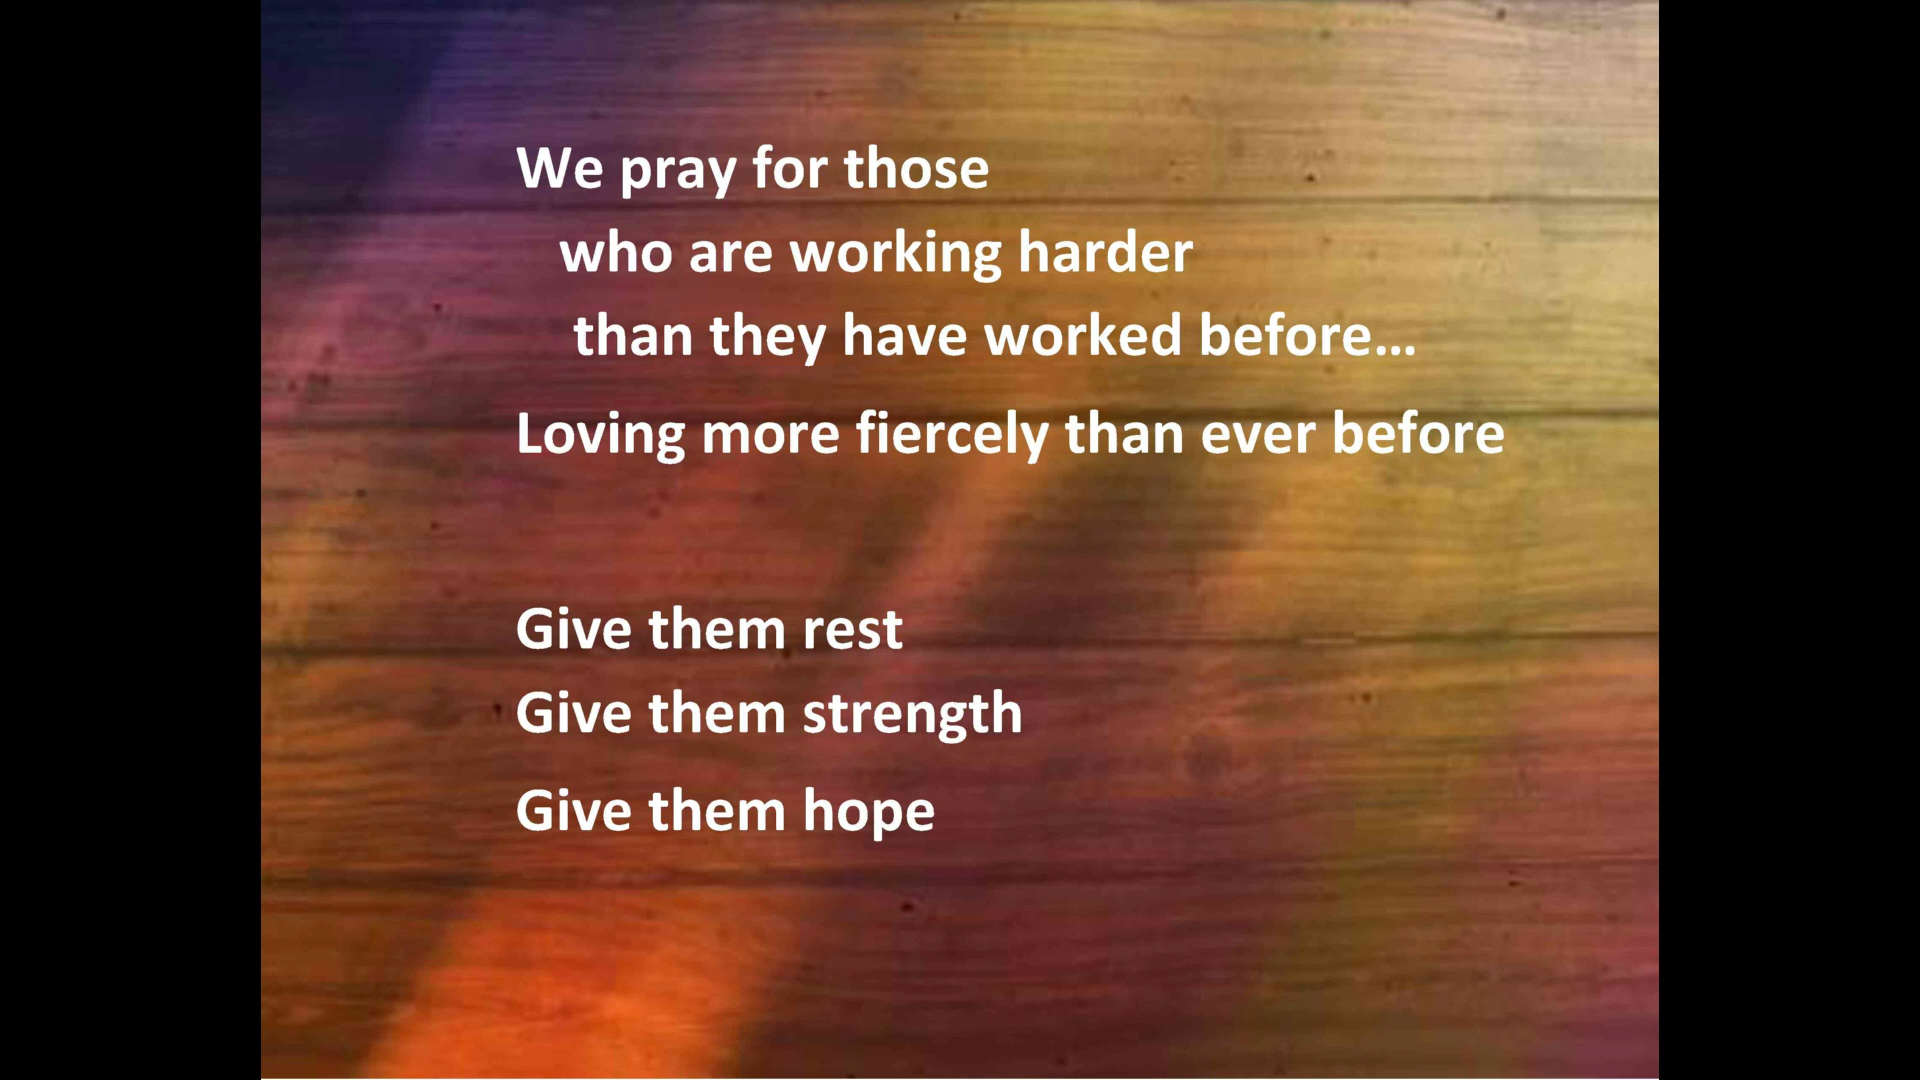 We pray for those
who are working harder
than they have worked before...
Loving more fiercely than ever before
Give them rest
Give them strength
Give them hope